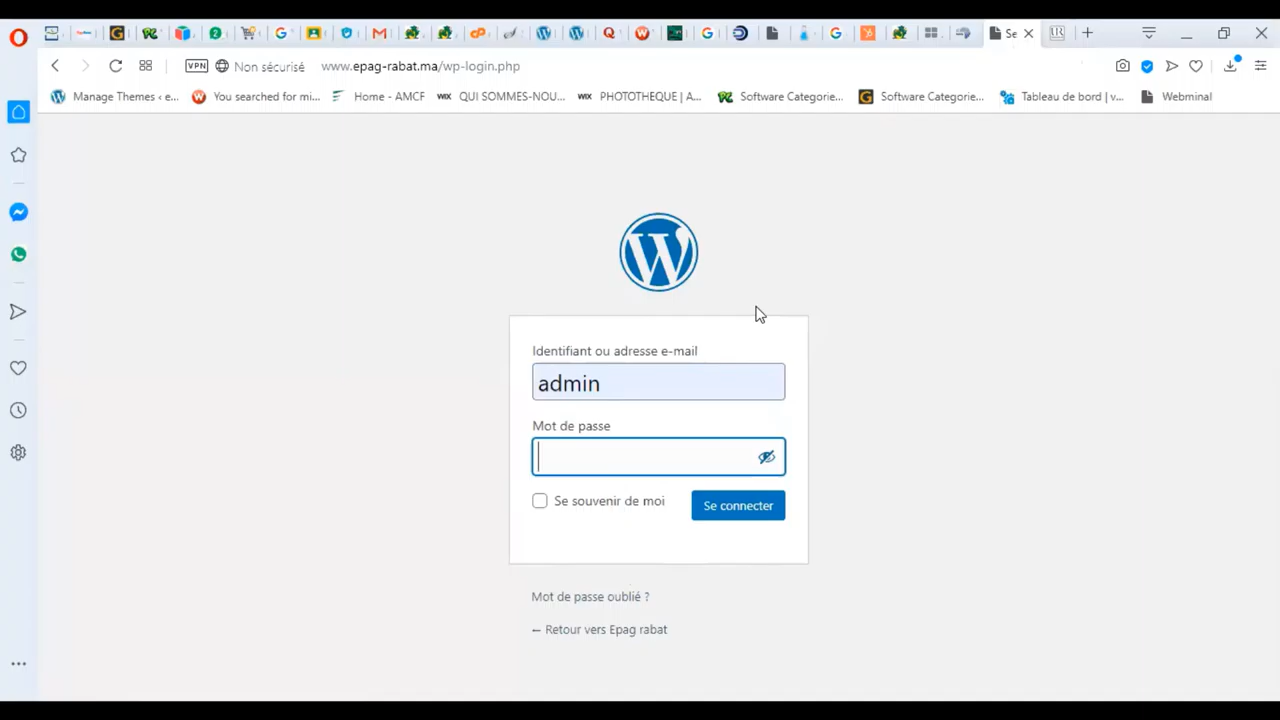 Se
VPN Non sécurisé www.epag-rabat.ma/wp-login.php
Manage Themes ‹ e... You searched for mi... Home - AMCF WIX QUI SOMMES-NOU... WIX PHOTOTHEQUE | A... Software Categorie... Software Categorie... Tableau de bord | v... Webminal
Identifiant ou adresse e-mail
admin
Mot de passe
Se souvenir de moi Se connecter
Mot de passe oublié ?
← Retour vers Epag rabat